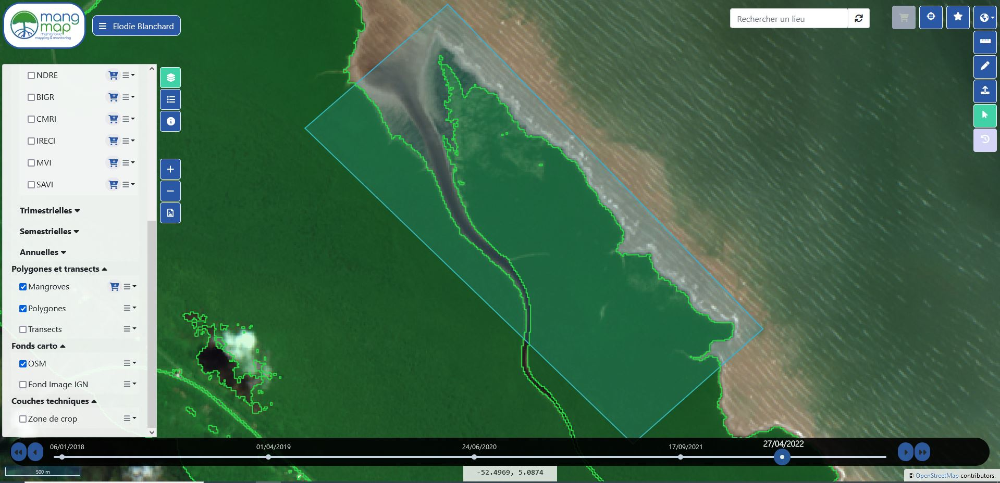 mang
map
mangrove
mapping & monitoring
Elodie Blanchard
Rechercher un lieu
NDRE
BIGR
CMRI
IRECI
MVI
SAVI
Trimestrielles
Semestrielles
Annuelles
Polygones et transects
Mangroves
Polygones
Transects
Fonds carto
OSM
Fond Image IGN
Couches techniques
Zone de crop
06/01/2018
01/04/2019
24/06/2020
17/09/2021
27/04/2022
500 m
-52.4969, 5.0874
© OpenStreetMap contributors.